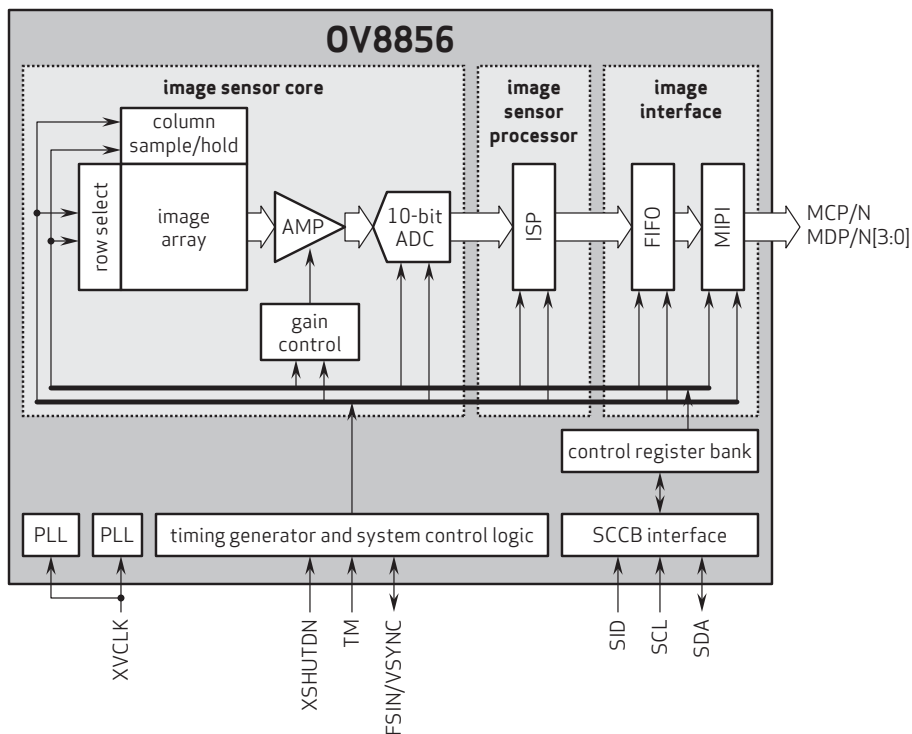 OV8856
image sensor core
image
sensor
processor
image
interface
column
sample/hold
row select
image
array
AMP
10-bit
ADC
ISP
FIFO
MIPI
MCP/N
MDP/N[3:0]
gain
control
control register bank
PLL
PLL
timing generator and system control logic
SCCB interface
XVCLK
XSHUTDN
TM
FSIN/VSYNC
SID
SCL
SDA